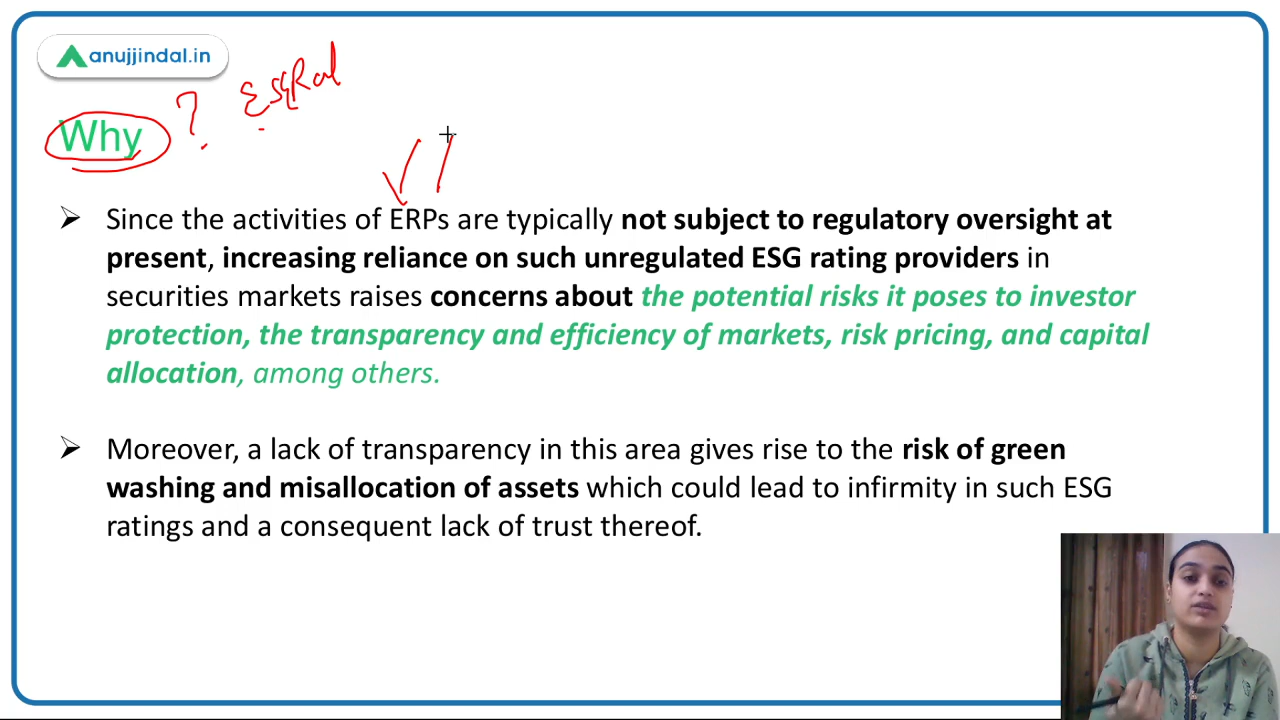 anujjindal.in
Why ?
➢ Since the activities of ERPs are typically not subject to regulatory oversight at
present, increasing reliance on such unregulated ESG rating providers in
securities markets raises concerns about the potential risks it poses to investor
protection, the transparency and efficiency of markets, risk pricing, and capital
allocation, among others.
➢ Moreover, a lack of transparency in this area gives rise to the risk of green
washing and misallocation of assets which could lead to infirmity in such ESG
ratings and a consequent lack of trust thereof.